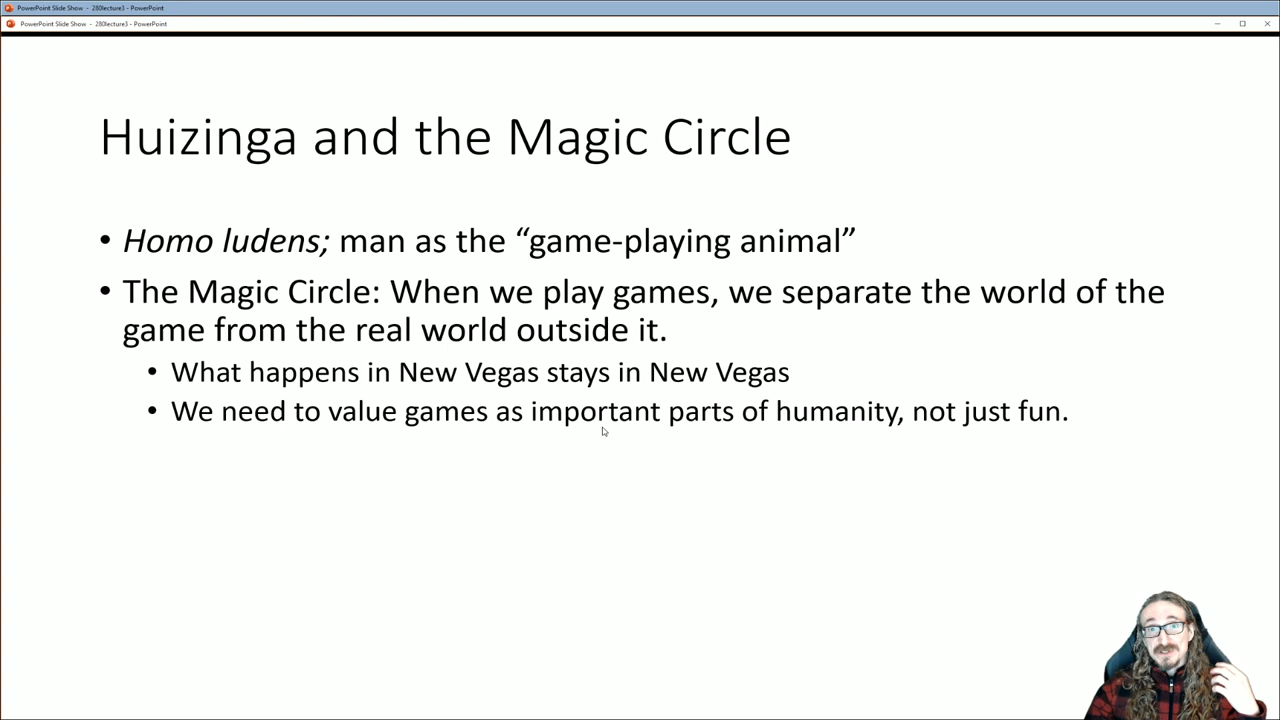 PowerPoint Slide Show - 280lecture3 - PowerPoint
PowerPoint Slide Show - 280lecture3 - PowerPoint
Huizinga and the Magic Circle
• Homo ludens; man as the “game-playing animal”
• The Magic Circle: When we play games, we separate the world of the
game from the real world outside it.
• What happens in New Vegas stays in New Vegas
• We need to value games as important parts of humanity, not just fun.